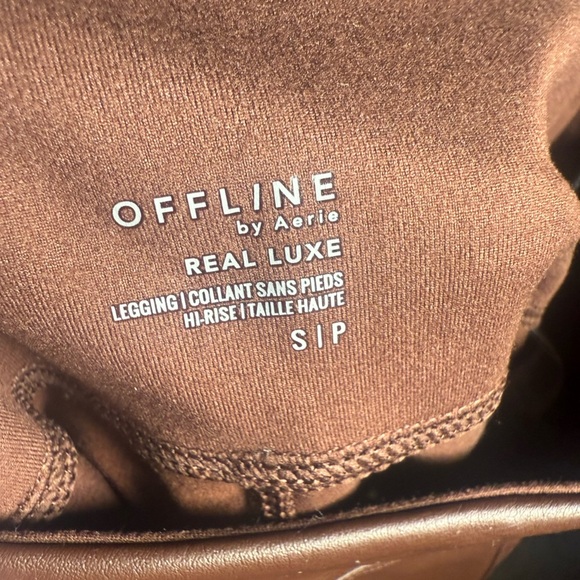 OFFLINE
by Aerie
REAL LUXE
LEGGING | COLLANT SANS PIEDS
HI-RISE | TAILLE HAUTE
S | P